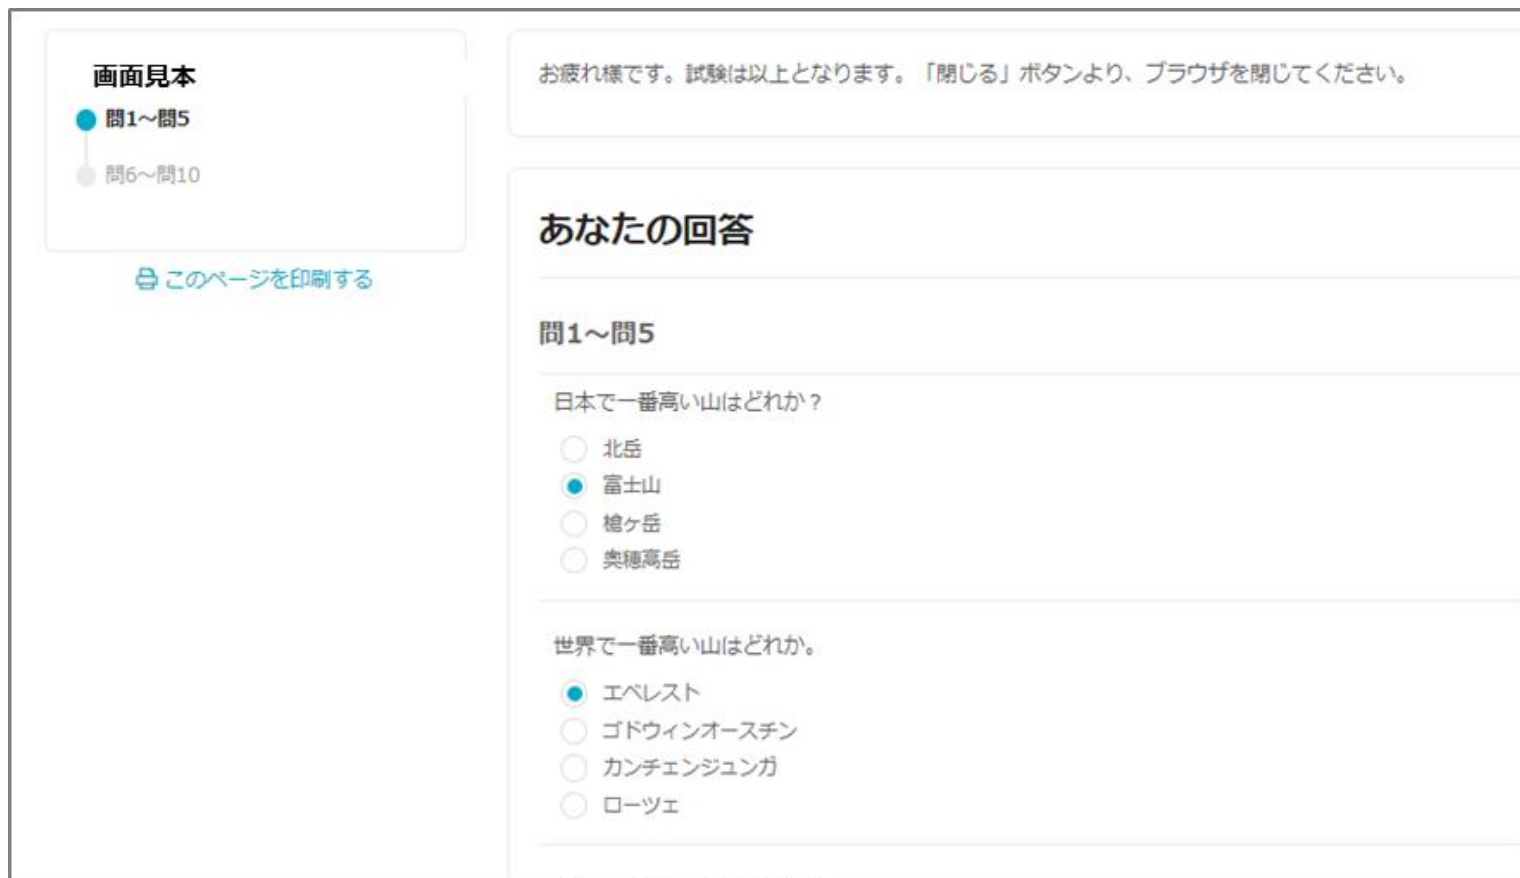 画面見本
問1~問5
問6~問10
このページを印刷する
お疲れ様です。試験は以上となります。「閉じる」ボタンより、ブラウザを閉じてください。
あなたの回答
問1~問5
日本で一番高い山はどれか？
北岳
富士山
槍ヶ岳
奥穂高岳
世界で一番高い山はどれか。
エベレスト
ゴドウィンオースチン
カンチェンジュンガ
ローツェ